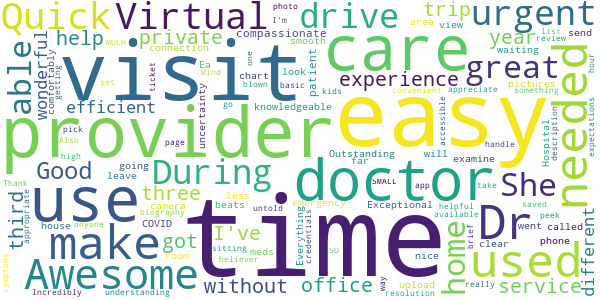 Quick
Virtual
photo
I'm
drive
trip
area
view
urgent
MUCH
connection
compassionate
smooth
year
list
send
review
able
wonderful
comfortably
getting
help
private
Ea
Mind
chart
one
blown
look
basic
patient
kids
care
waiting
pictures
something
hour
visit
set
ticket
uncertainty
experience
great
convenient
appreciate
efficient
go
knowledgeable
easy
accessible
needed
expectations
provider
pick
Also
page
Outstanding
far
will
examine
handle
Hospital
description
high
Good
going
leave
During
doctor
SMALL
app
take
She
saved
peek
Thank
appropriate
use
three
camera
biography
less
beats
untold
emergency
Exceptional
helpful
available
Dr
went
called
different
third
house
anyone
COVID
I've
Everything
credentials
time
home
brief
clear
phone
make
got
room
sitting
believer
meds
so
nice
used
symptoms
Awesome
Incredibly
understanding
without
office
way
upload
resolution
really
service